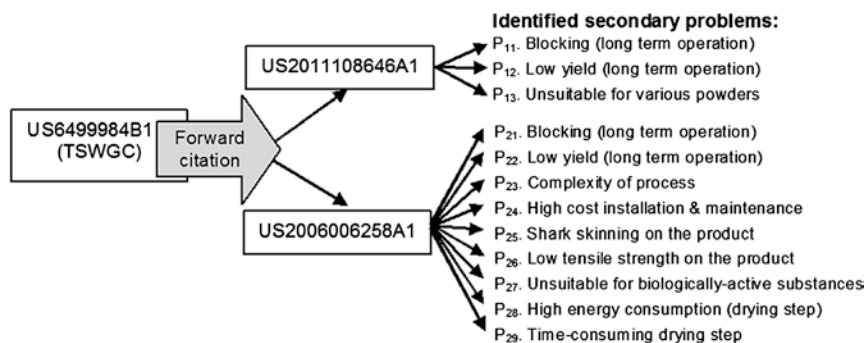 Identified secondary problems:
US2011108646A1
P11. Blocking (long term operation)
P12. Low yield (long term operation)
P13. Unsuitable for various powders
US6499984B1
(TSWGC)
Forward
citation
US2006006258A1
P21. Blocking (long term operation)
P22. Low yield (long term operation)
P23. Complexity of process
P24. High cost installation & maintenance
P25. Shark skinning on the product
P26. Low tensile strength on the product
P27. Unsuitable for biologically-active substances
P28. High energy consumption (drying step)
P29. Time-consuming drying step